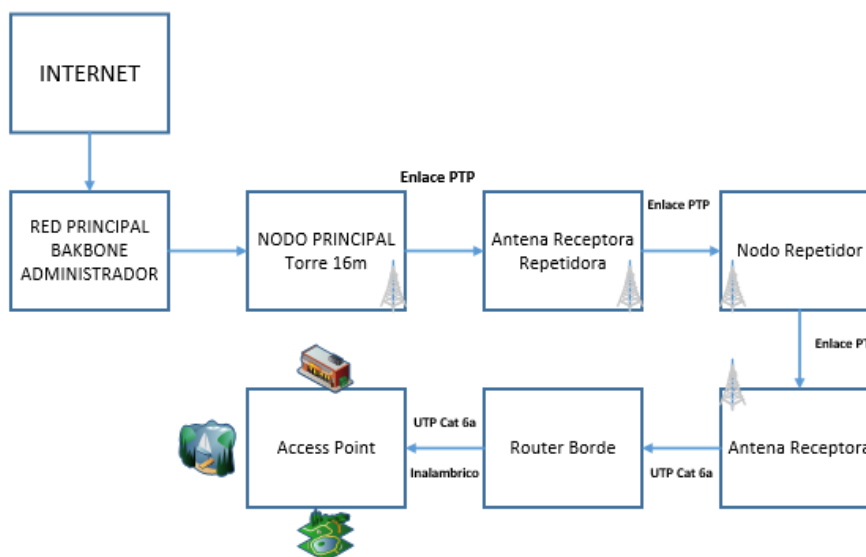 INTERNET
Enlace PTP
Enlace PTP
RED PRINCIPAL
BAKBONE
ADMINISTRADOR
NODO PRINCIPAL
Torre 16m
Antena Receptora
Repetidora
Nodo Repetidor
Enlace PT
UTP Cat 6a
Access Point
Inalambrico
Router Borde
UTP Cat 6a
Antena Receptora